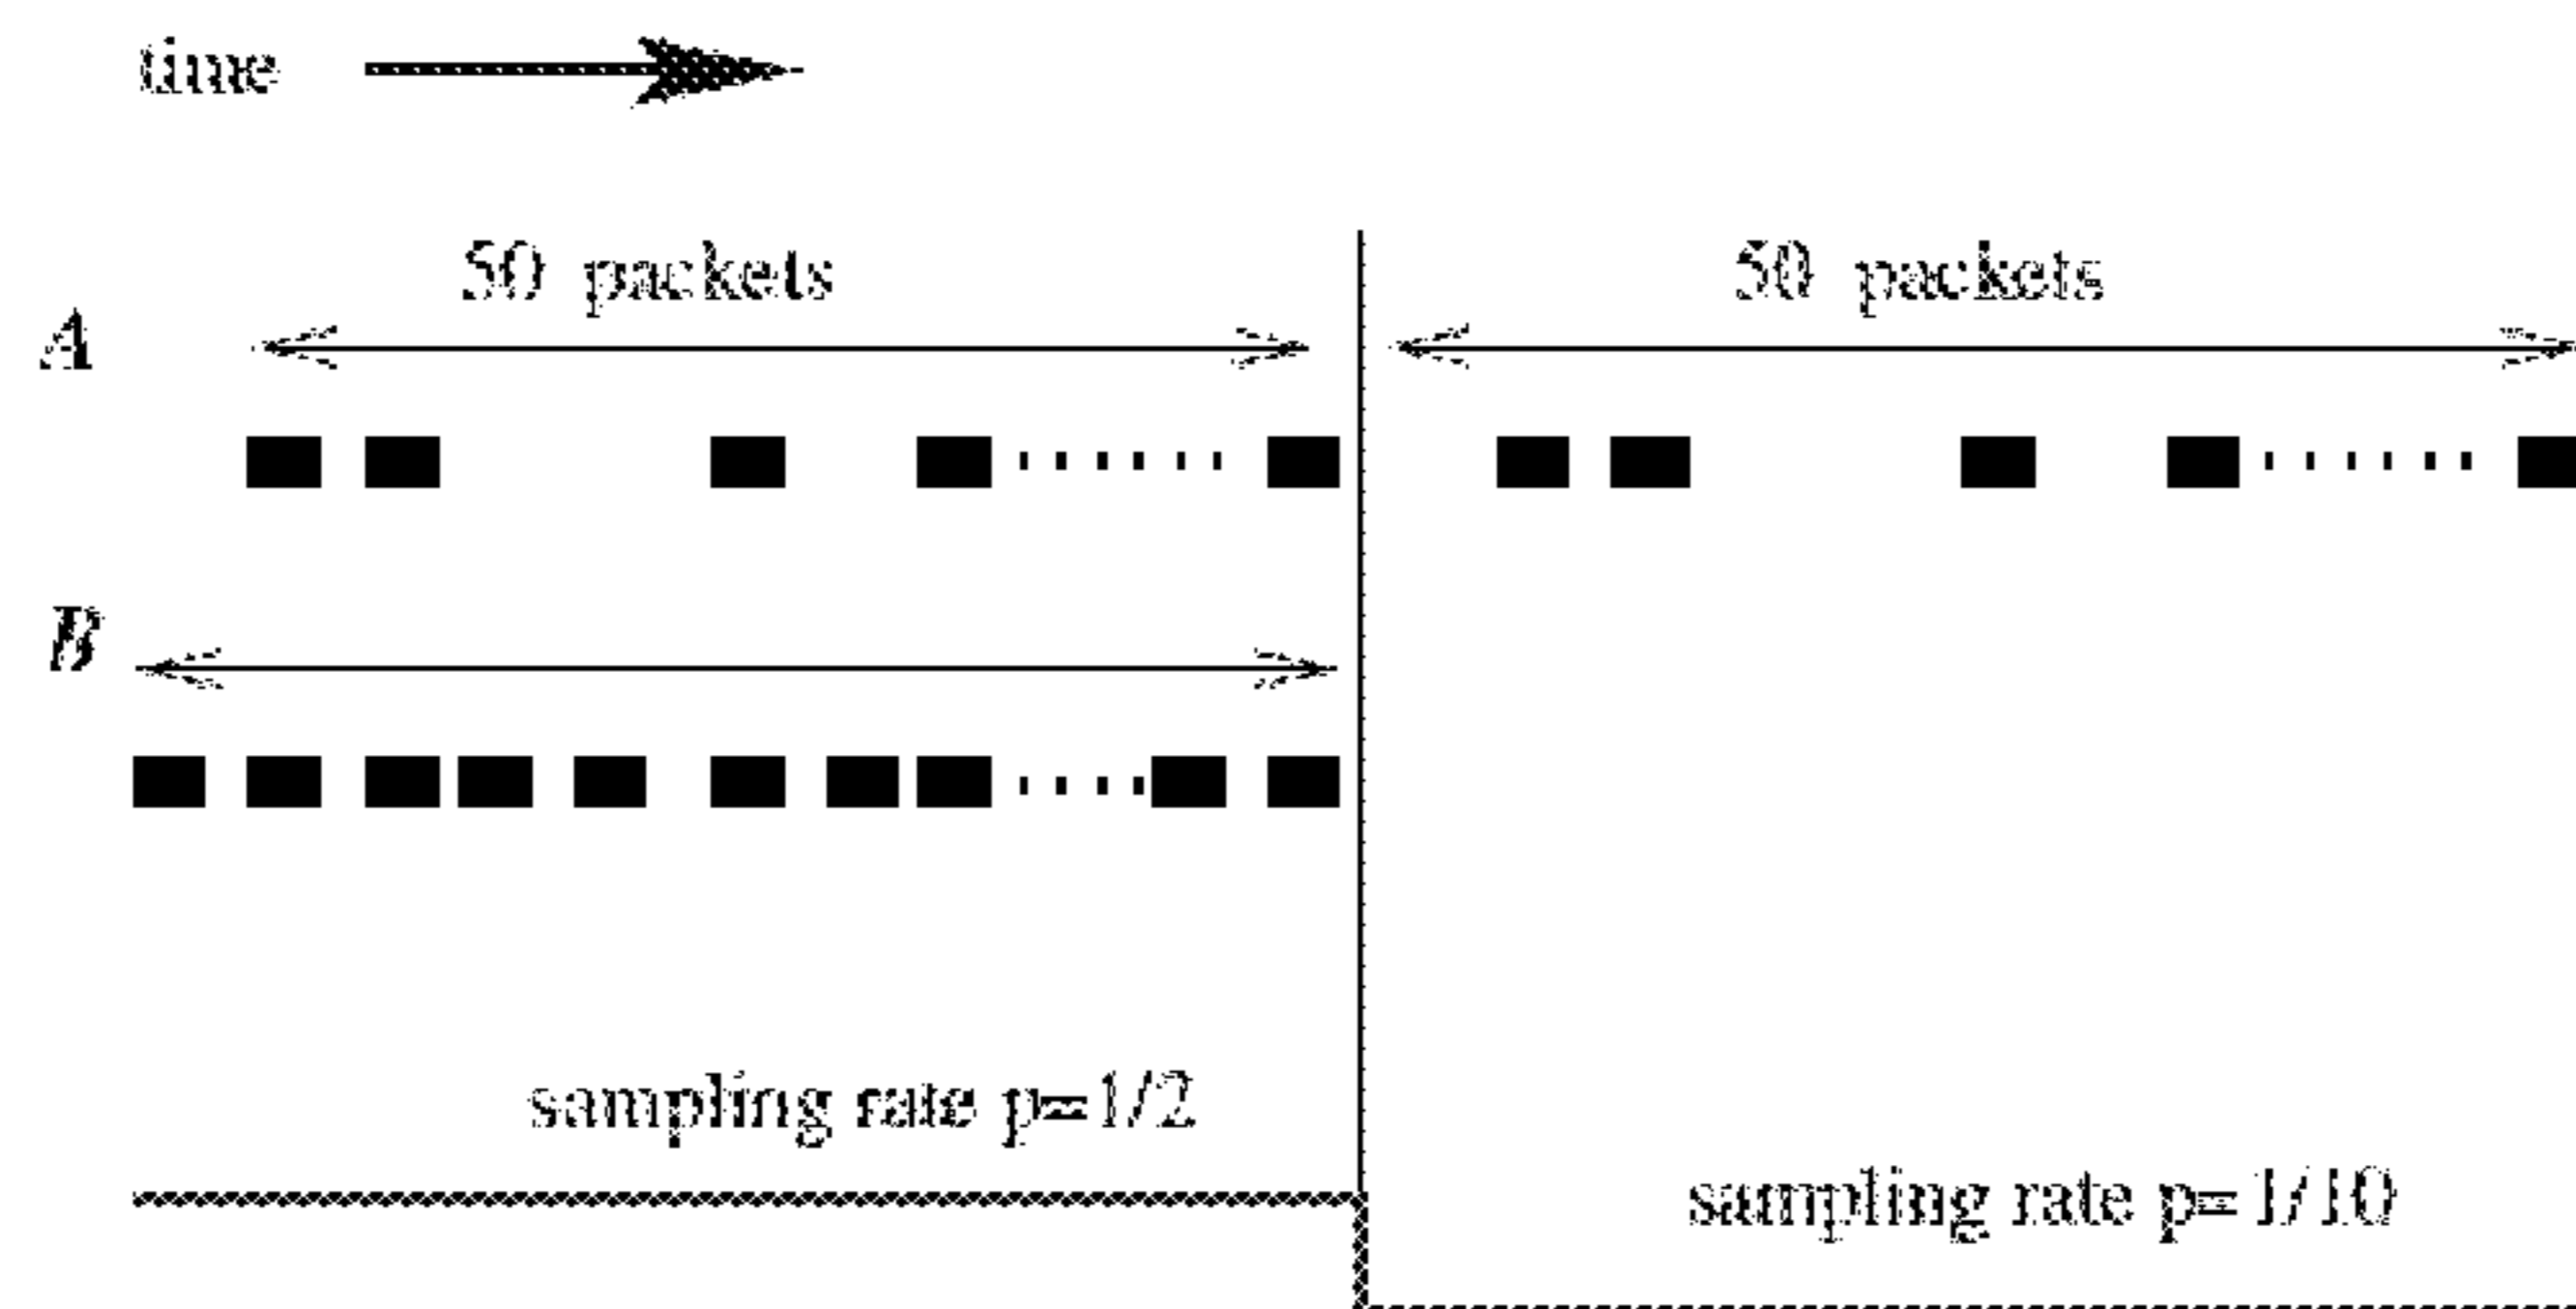 time
50 packets
50 packets
A
B
sampling rate p=1/2
sampling rate p=1/10